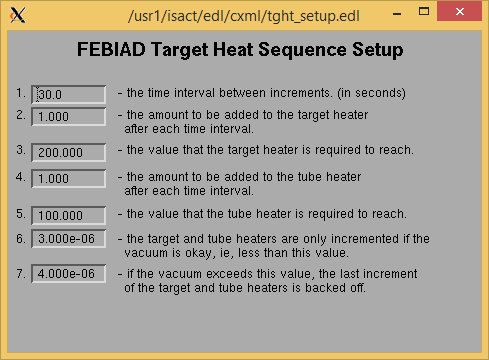 /usr1/isact/edl/cxml/tght_setup.edl
FEBIAD Target Heat Sequence Setup
1. 30.0 - the time interval between increments. (in seconds)
2. 1.000 - the amount to be added to the target heater
after each time interval.
3. 200.000 - the value that the target heater is required to reach.
4. 1.000 - the amount to be added to the tube heater
after each time interval.
5. 100.000 - the value that the tube heater is required to reach.
6. 3.000e-06 - the target and tube heaters are only incremented if the
vacuum is okay, ie, less than this value.
7. 4.000e-06 - if the vacuum exceeds this value, the last increment
of the target and tube heaters is backed off.